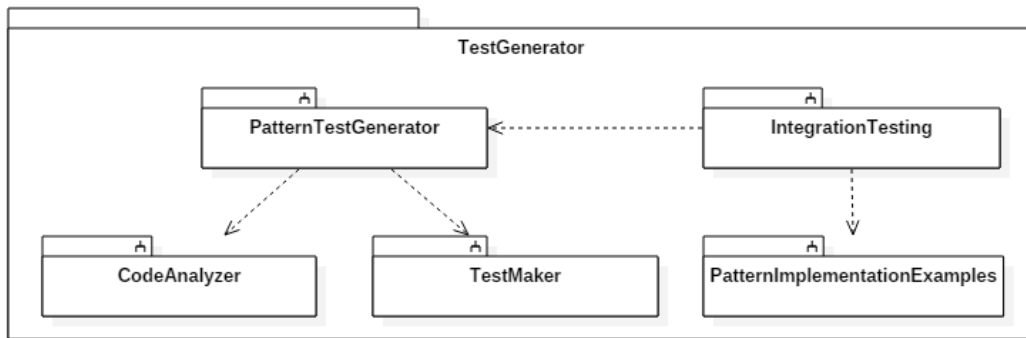 TestGenerator
PatternTestGenerator
IntegrationTesting
CodeAnalyzer
TestMaker
PatternImplementationExamples